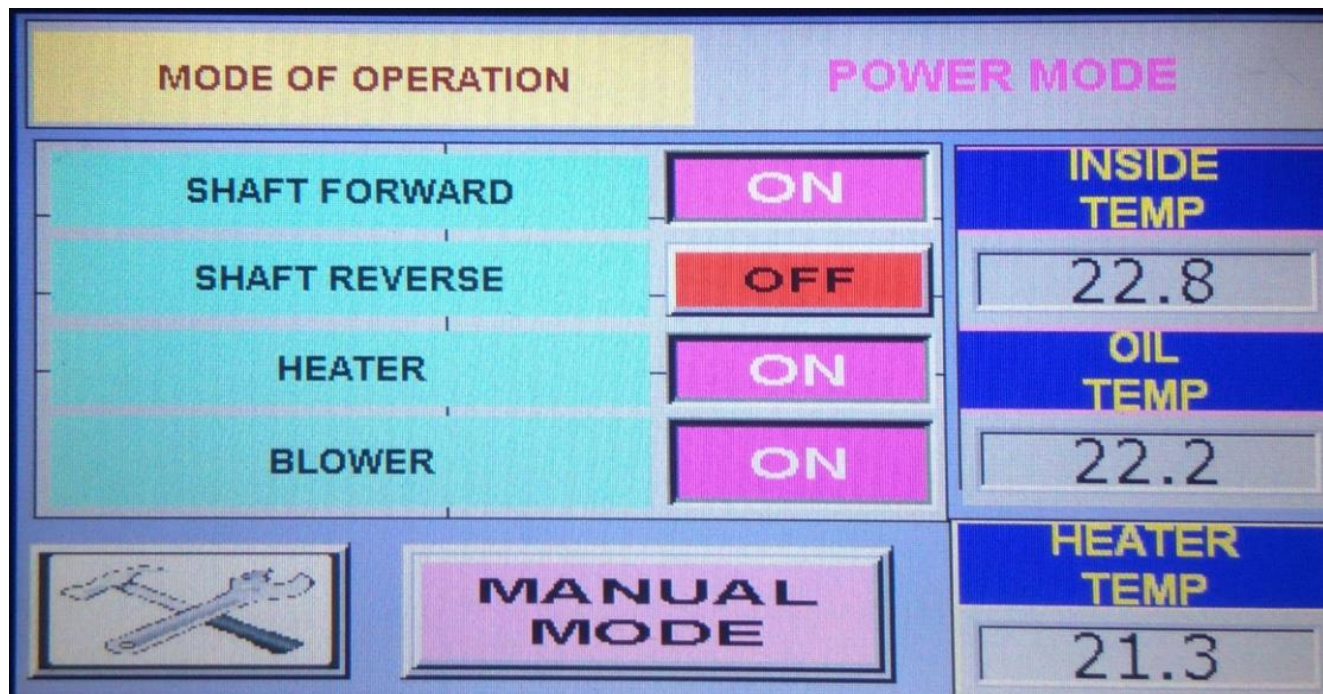 MODE OF OPERATION
POWER MODE
SHAFT FORWARD
ON
SHAFT REVERSE
OFF
HEATER
ON
BLOWER
ON
INSIDE
TEMP
22.8
OIL
TEMP
22.2
HEATER
TEMP
21.3
MANUAL
MODE